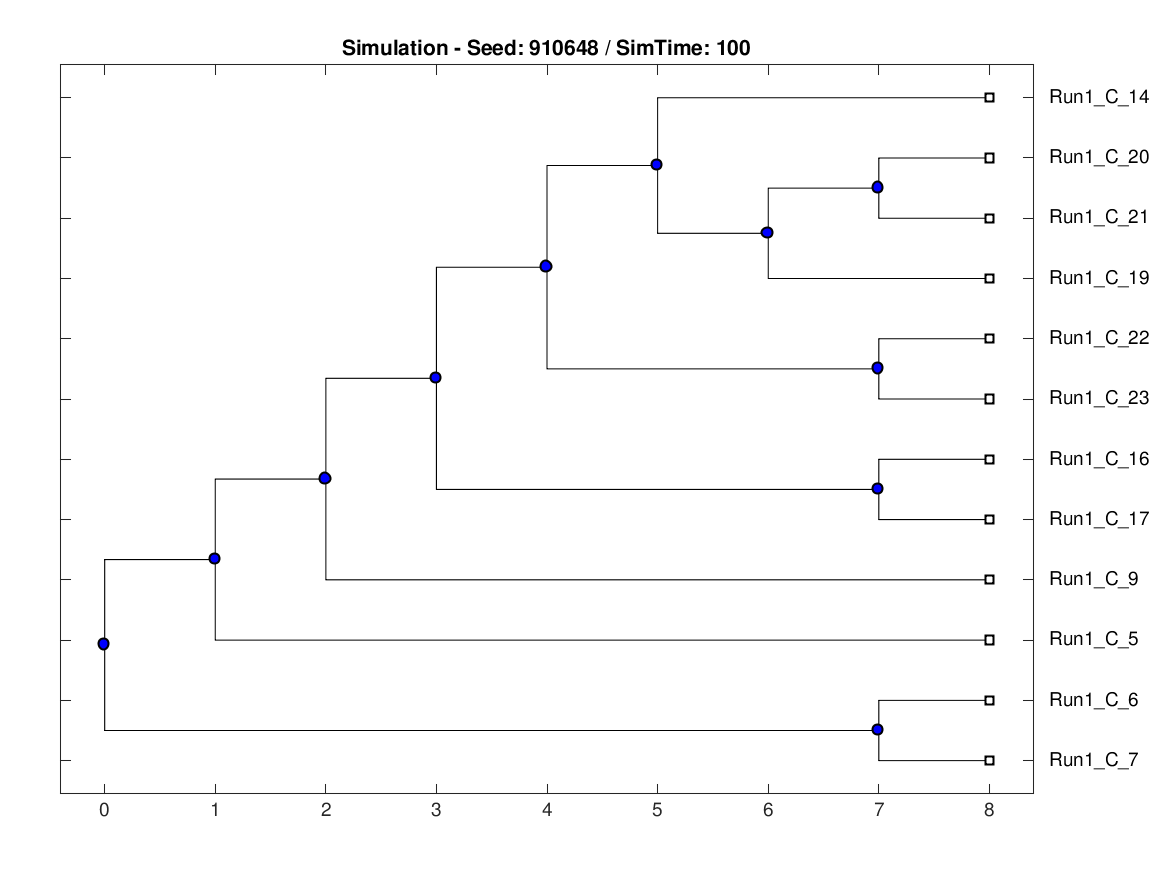 Simulation - Seed: 910648 / SimTime: 100
Run1_C_14
Run1_C_20
Run1_C_21
Run1_C_19
Run1_C_22
Run1_C_23
Run1_C_16
Run1_C_17
Run1_C_9
Run1_C_5
Run1_C_6
Run1_C_7
0 1 2 3 4 5 6 7 8